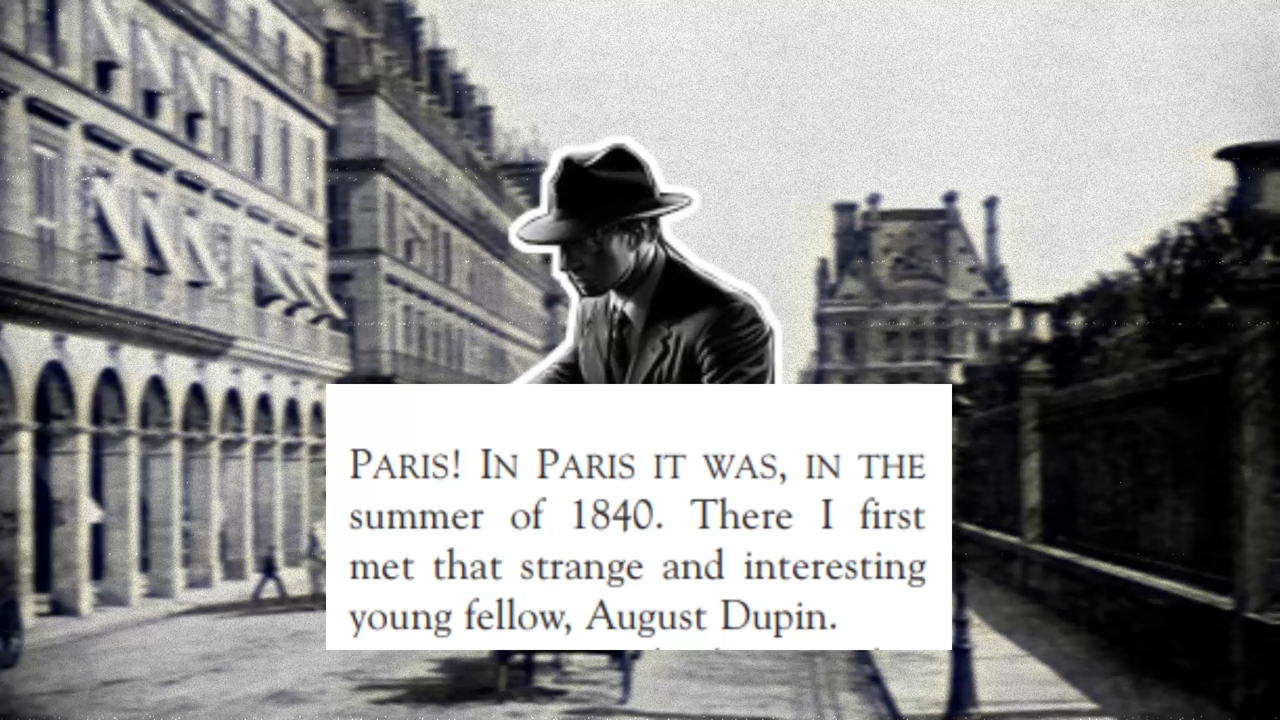 PARIS! IN PARIS IT WAS, IN THE
summer of 1840. There I first
met that strange and interesting
young fellow, August Dupin.